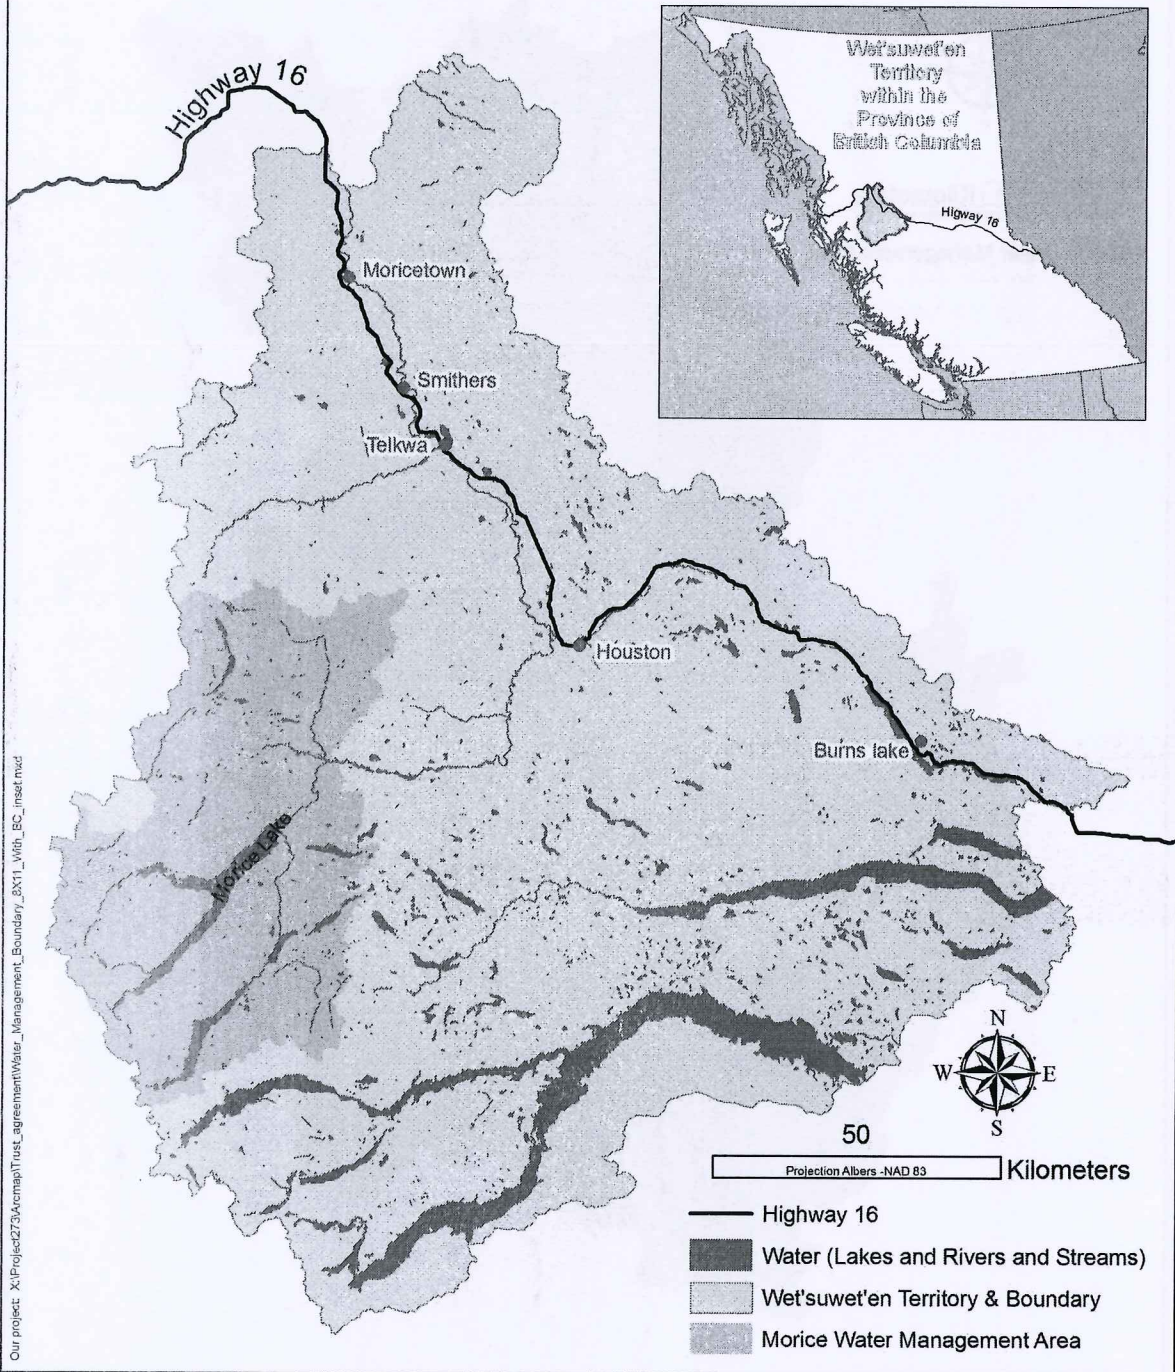 Highway 16
Wet'suwet'en
Territory
within the
Province of
British Columbia
Higway 16
Moricetown
Smithers
Telkwa
Houston
Burns lake
Morice Lake
N
W
E
S
50
Projection Albers -NAD 83
Kilometers
Highway 16
Water (Lakes and Rivers and Streams)
Wet'suwet'en Territory & Boundary
Morice Water Management Area
Our project: X:\Project273\Arcmap\Trust_agreement\Water_Management_Boundary_8X11_With_BC_inset.mxd